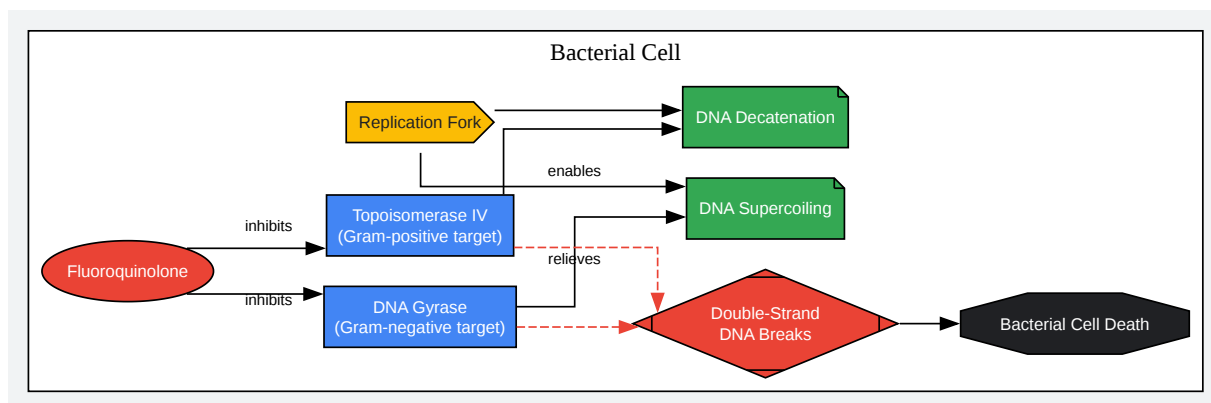 Bacterial Cell
Replication Fork
DNA Decatenation
enables
DNA Supercoiling
Topoisomerase IV
(Gram-positive target)
inhibits
relieves
Fluoroquinolone
inhibits
DNA Gyrase
(Gram-negative target)
Double-Strand
DNA Breaks
Bacterial Cell Death